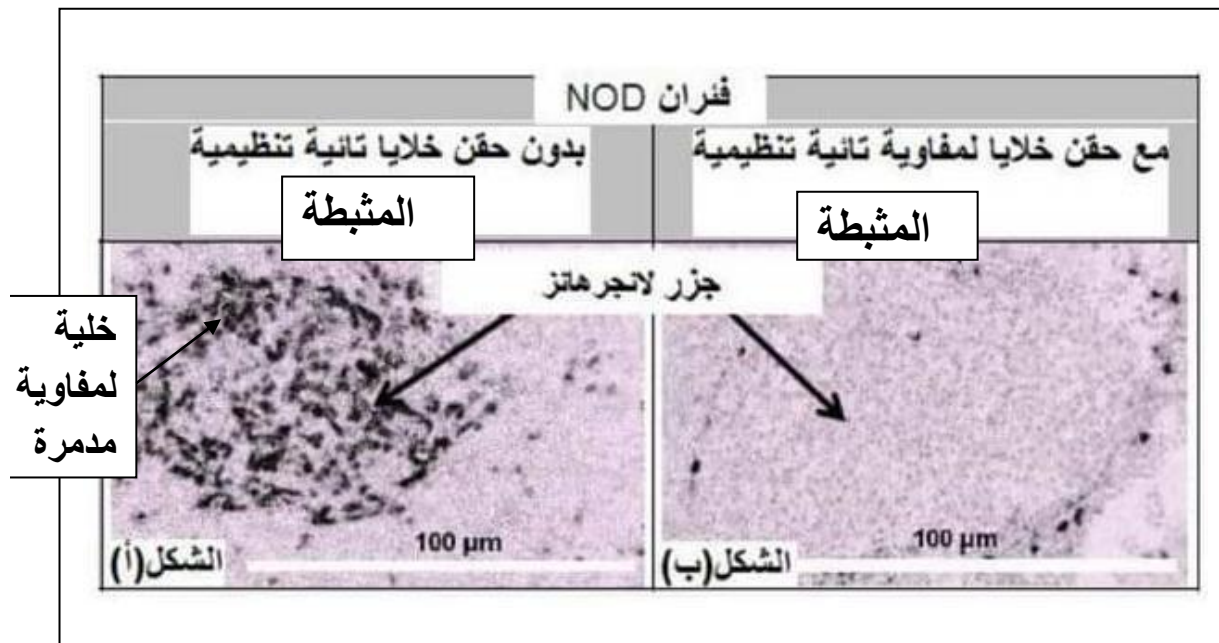 فئران NOD
مع حقن خلايا لمفاوية تائية تنظيمية
المثبطة
بدون حقن خلايا تائية تنظيمية
المثبطة
جزر لانجرهانز
خلية
لمفاوية
مدمرة
100 µm
الشكل(ب)
100 µm
الشكل(أ)